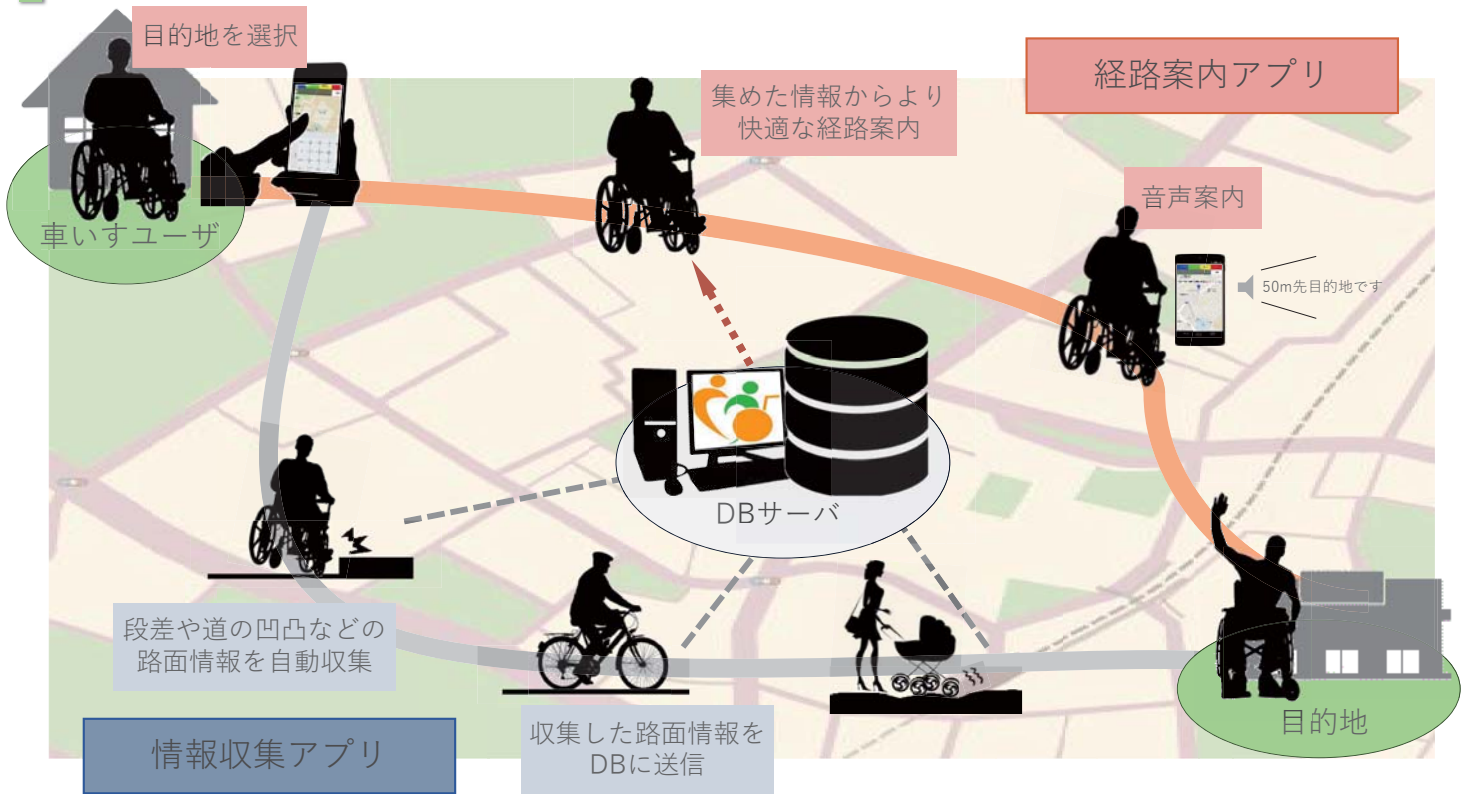 目的地を選択
経路案内アプリ
集めた情報からより
快適な経路案内
音声案内
車いすユーザ
50m先目的地です
DBサーバ
段差や道の凹凸などの
路面情報を自動収集
収集した路面情報を
DBに送信
目的地
情報収集アプリ